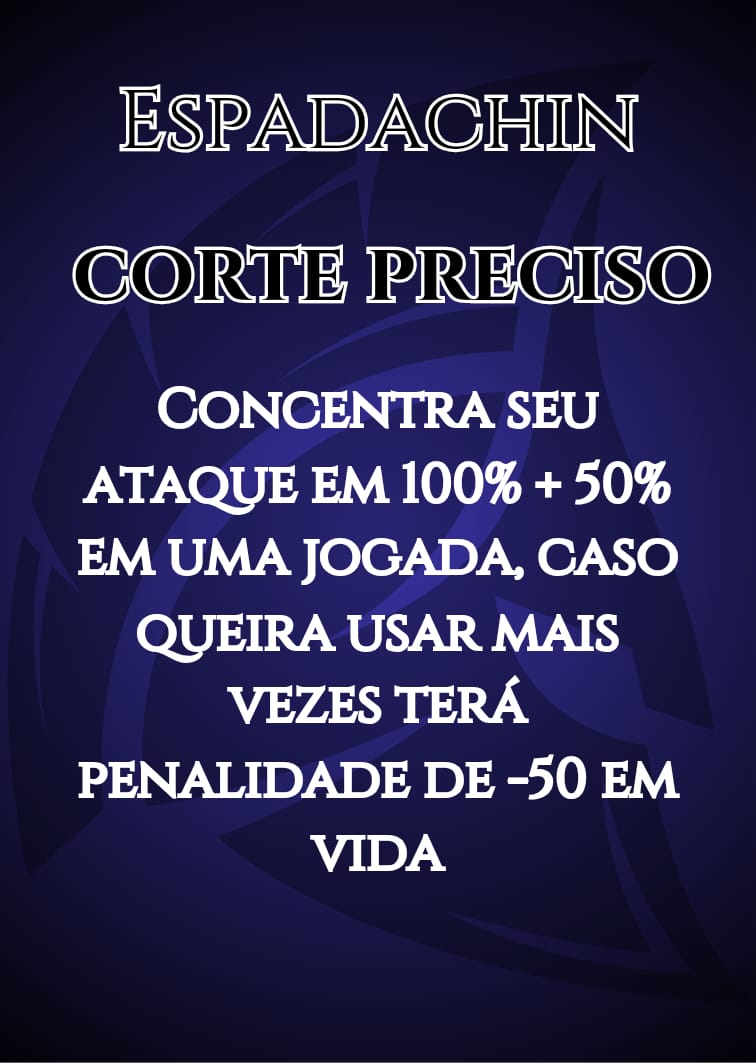 Espadachin
CORTE PRECISO
Concentra seu
ataque em 100% + 50%
em uma jogada, caso
queira usar mais
vezes terá
penalidade de -50 em
vida